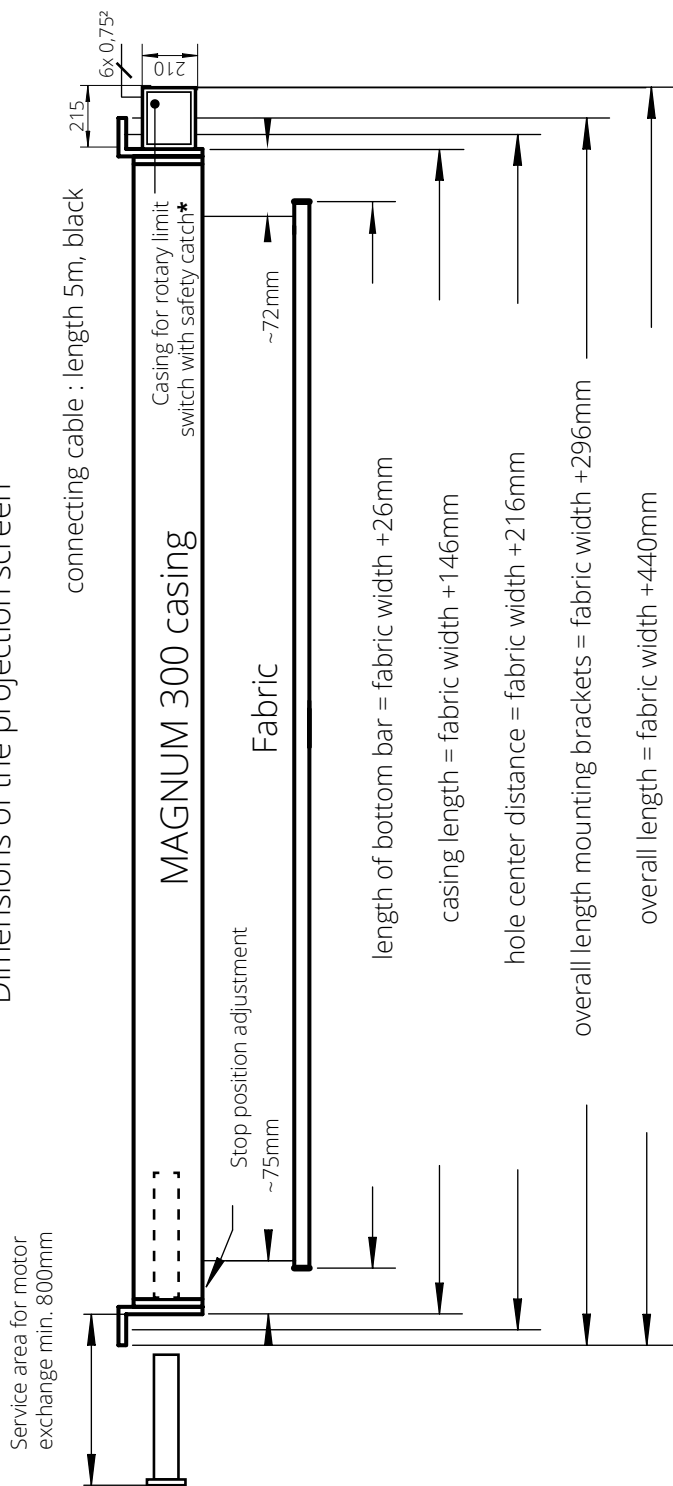 Dimensions of the projection screen
Service area for motor
exchange min. 800mm
connecting cable : length 5m, black
215
6x 0,75²
210
MAGNUM 300 casing
Casing for rotary limit
switch with safety catch*
Stop position adjustment
~75mm
Fabric
~72mm
length of bottom bar = fabric width +26mm
casing length = fabric width +146mm
hole center distance = fabric width +216mm
overall length mounting brackets = fabric width +296mm
overall length = fabric width +440mm